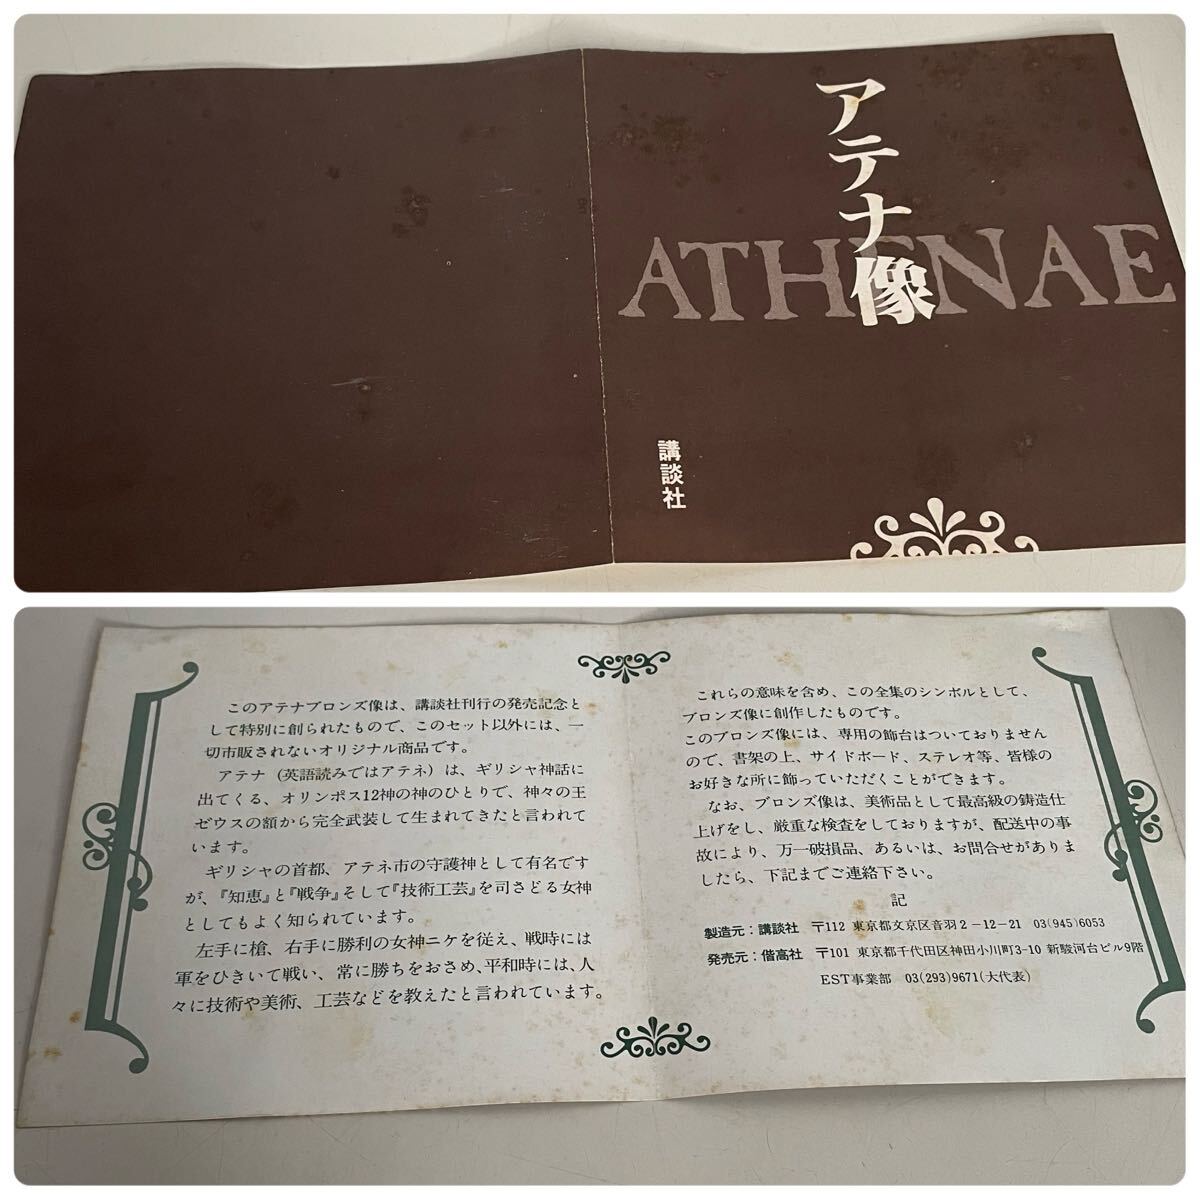 アテナ像
ATHENAE
講談社
このアテナブロンズ像は、講談社刊行の発売記念と
して特別に創られたもので、このセット以外には、一
切市販されないオリジナル商品です。
アテナ（英語読みではアテネ）は、ギリシャ神話に
出てくる、オリンポス12神の神のひとりで、神々の王
ゼウスの額から完全武装して生まれてきたと言われて
います。
ギリシャの首都、アテネ市の守護神として有名です
が、『知恵』と『戦争』そして『技術工芸』を司さどる女神
としてもよく知られています。
左手に槍、右手に勝利の女神ニケを従え、戦時には
軍をひきいて戦い、常に勝ちをおさめ、平和時には、人
々に技術や美術、工芸などを教えたと言われています。
これらの意味を含め、この全集のシンボルとして、
ブロンズ像に創作したものです。
このブロンズ像には、専用の飾台はついておりません
ので、書架の上、サイドボード、ステレオ等、皆様の
お好きな所に飾っていただくことができます。
なお、ブロンズ像は、美術品として最高級の鋳造仕
上げをし、厳重な検査をしておりますが、配送中の事
故により、万一破損品、あるいは、お問合せがありま
したら、下記までご連絡下さい。
記
製造元：講談社 〒112 東京都文京区音羽2－12－21 03(945)6053
発売元：偕高社 〒101 東京都千代田区神田小川町3－10 新駿河台ビル9階
EST事業部 03(293)9671(大代表)